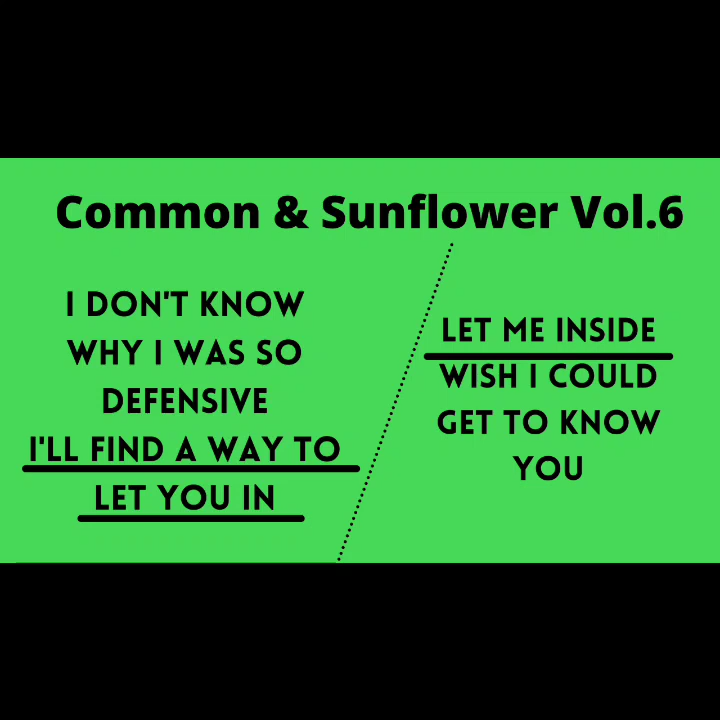 Common & Sunflower Vol.6
I DON'T KNOW
WHY I WAS SO
DEFENSIVE
I'LL FIND A WAY TO
LET YOU IN
LET ME INSIDE
WISH I COULD
GET TO KNOW
YOU